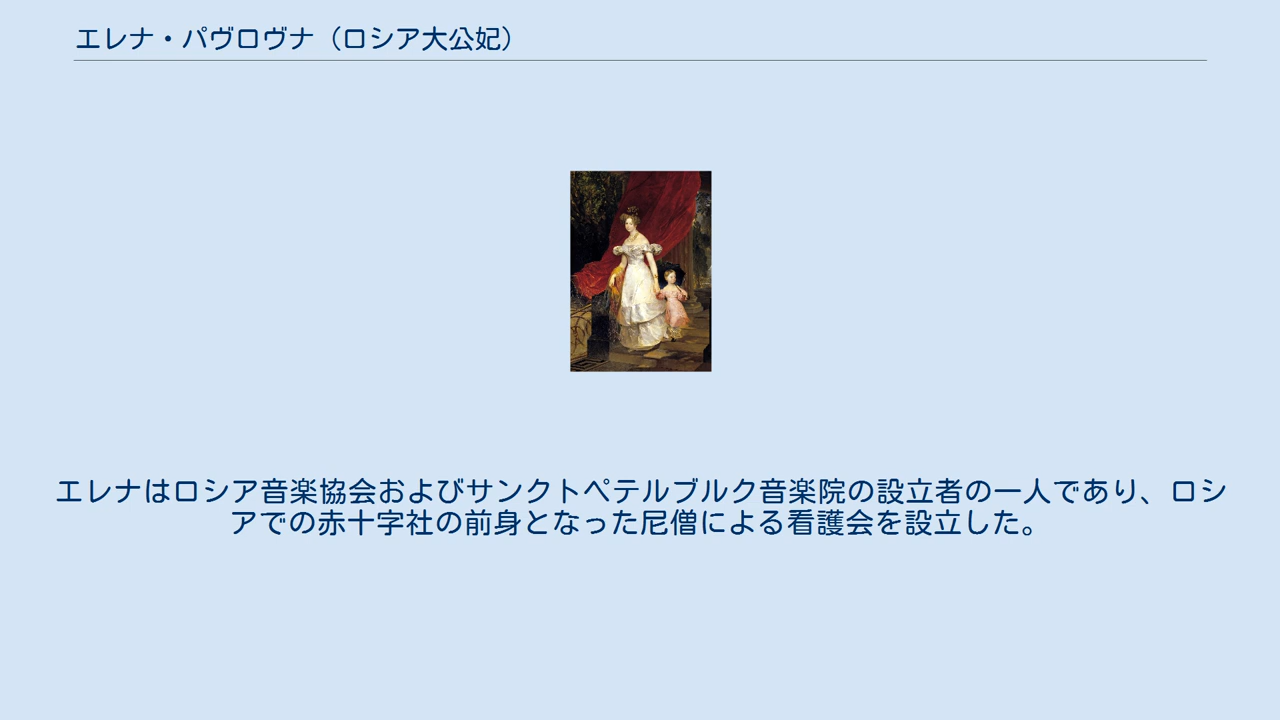 エレナ・パヴロヴナ（ロシア大公妃）
エレナはロシア音楽協会およびサンクトペテルブルク音楽院の設立者の一人であり、ロシ
アでの赤十字社の前身となった尼僧による看護会を設立した。